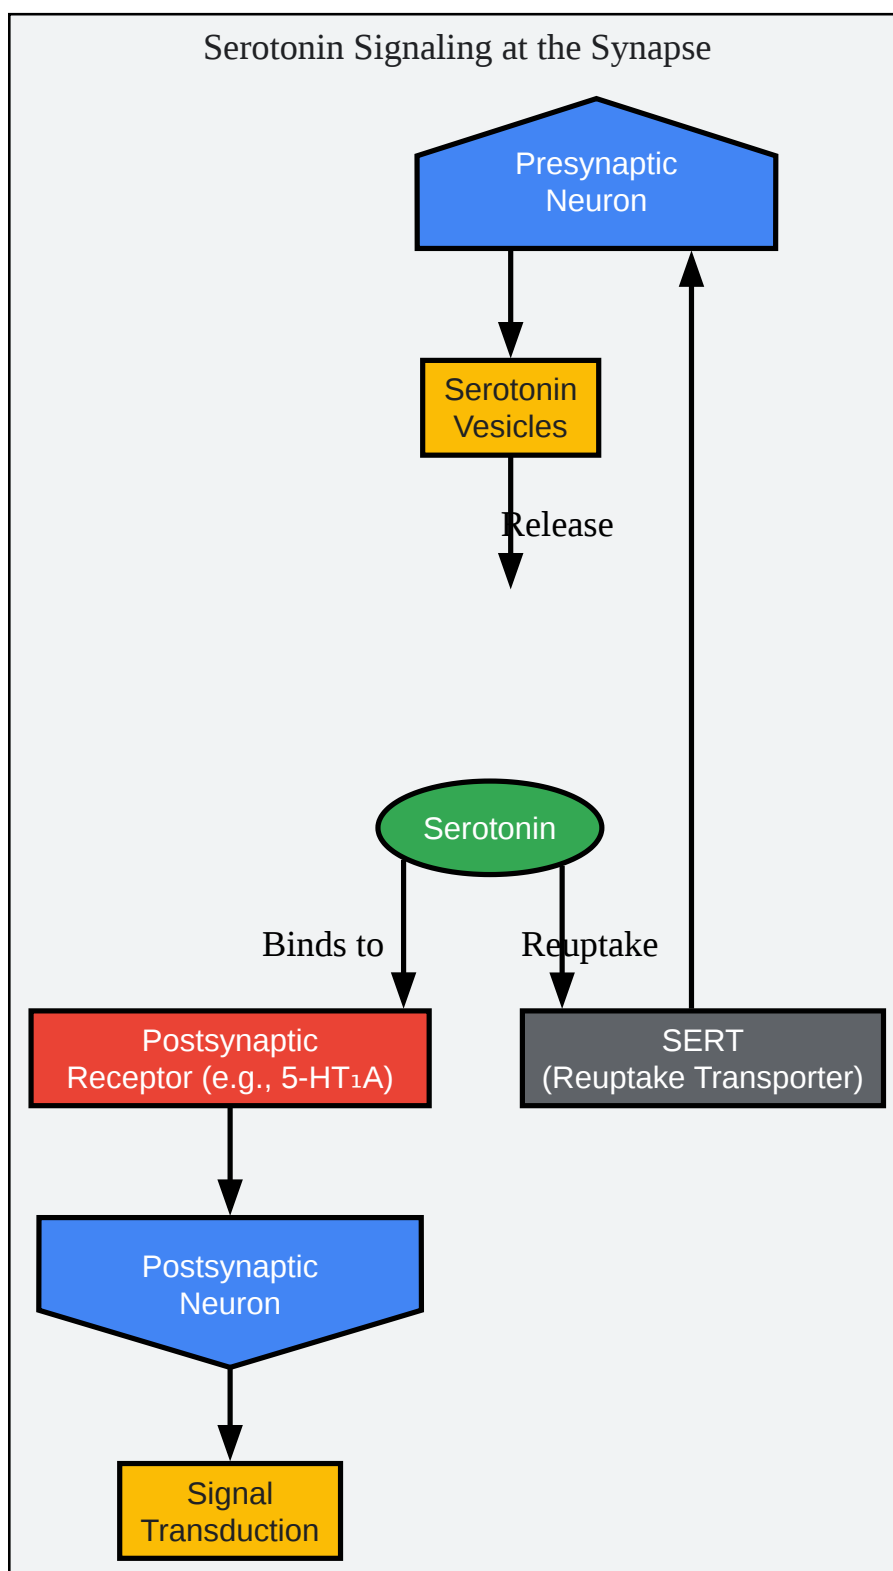 Serotonin Signaling at the Synapse
Presynaptic
Neuron
Serotonin
Vesicles
Release
Serotonin
Binds to
Reuptake
Postsynaptic
Receptor (e.g., 5-HT₁A)
SERT
(Reuptake Transporter)
Postsynaptic
Neuron
Signal
Transduction